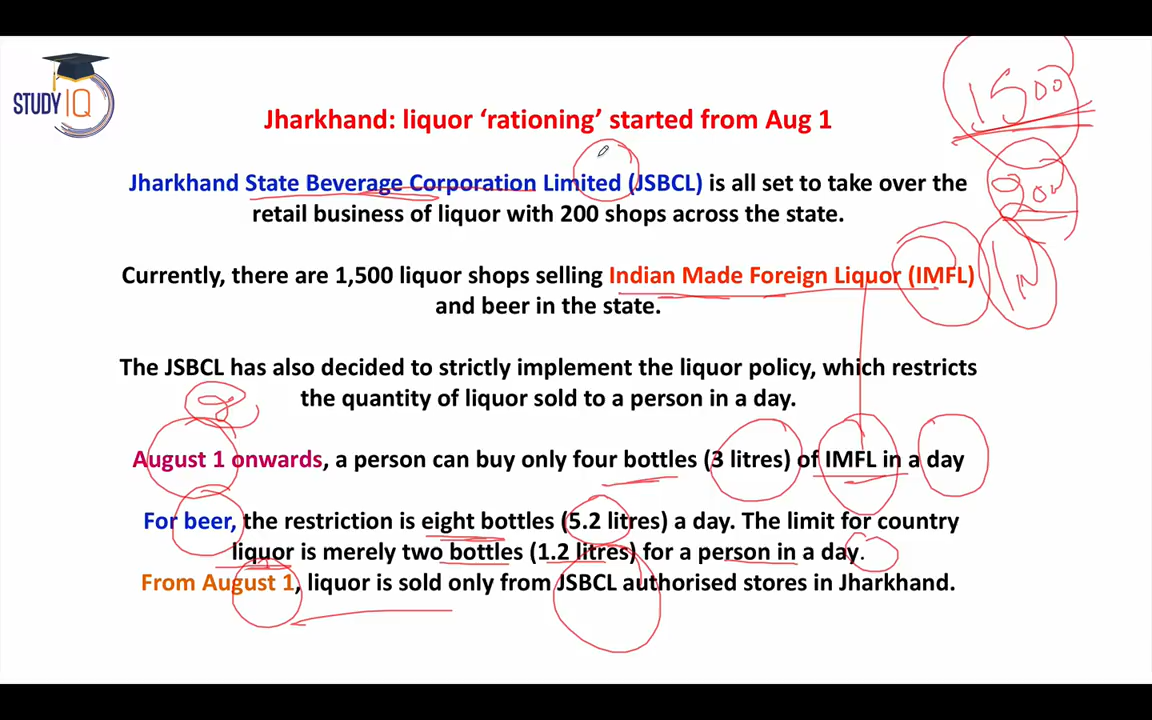 STUDY IQ
Jharkhand: liquor ‘rationing’ started from Aug 1
1500
Jharkhand State Beverage Corporation Limited (JSBCL) is all set to take over the
retail business of liquor with 200 shops across the state.
Currently, there are 1,500 liquor shops selling Indian Made Foreign Liquor (IMFL)
and beer in the state.
The JSBCL has also decided to strictly implement the liquor policy, which restricts
the quantity of liquor sold to a person in a day.
August 1 onwards, a person can buy only four bottles (3 litres) of IMFL in a day
For beer, the restriction is eight bottles (5.2 litres) a day. The limit for country
liquor is merely two bottles (1.2 litres) for a person in a day.
From August 1, liquor is sold only from JSBCL authorised stores in Jharkhand.